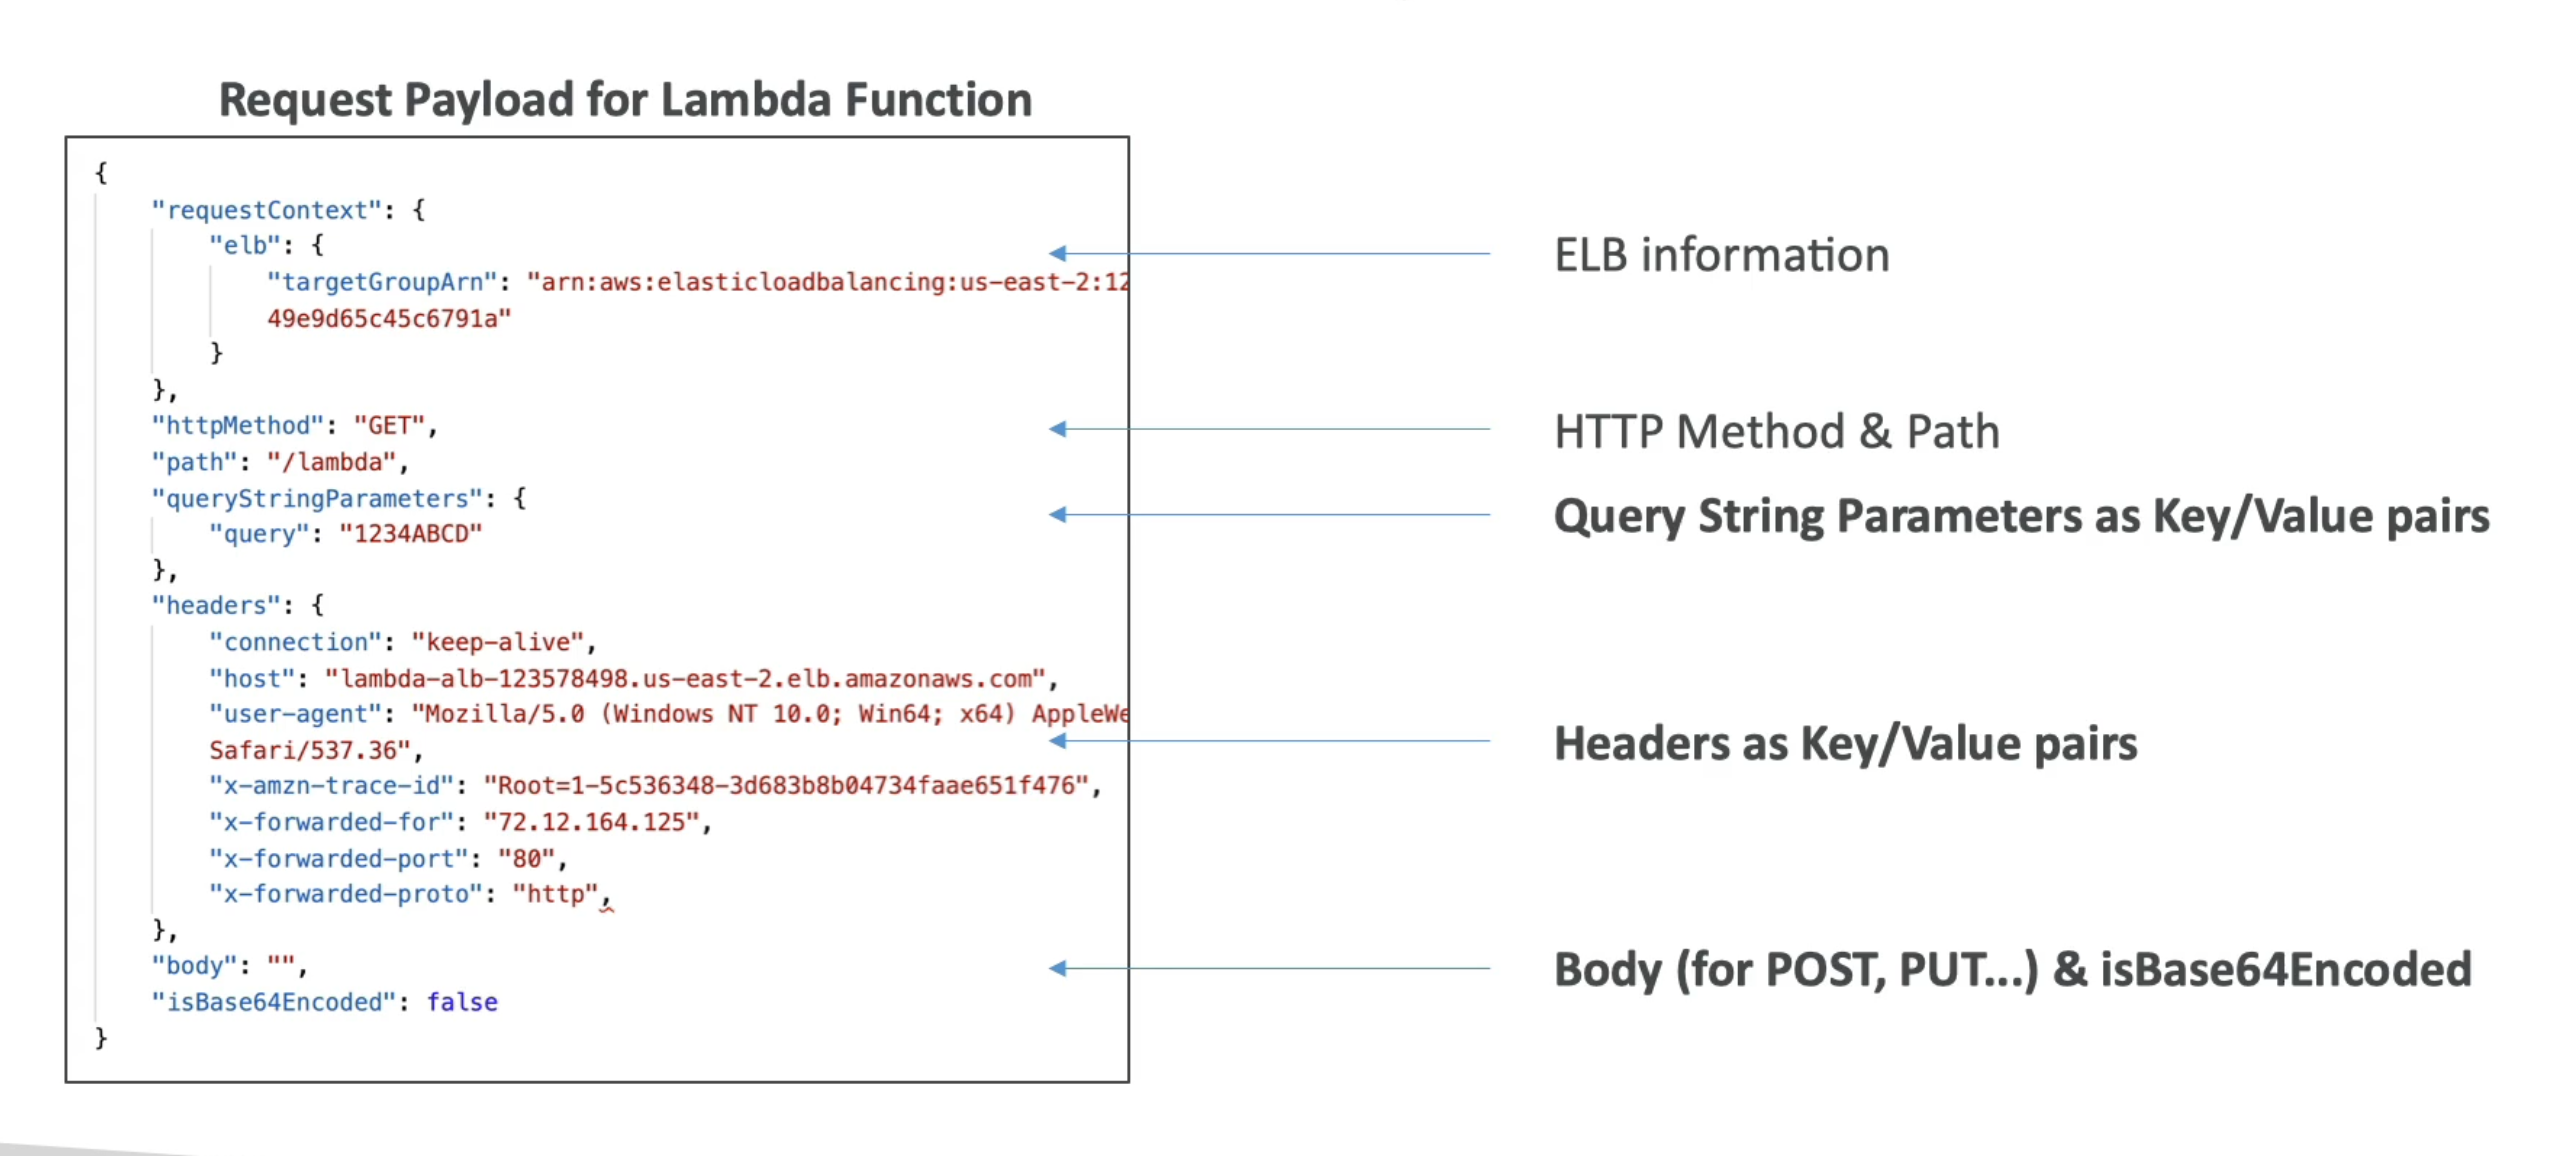 Request Payload for Lambda Function
{
"requestContext": {
"elb": {
"targetGroupArn": "arn:aws:elasticloadbalancing:us-east-2:12
49e9d65c45c6791a"
}
},
"httpMethod": "GET",
"path": "/lambda",
"queryStringParameters": {
"query": "1234ABCD"
},
"headers": {
"connection": "keep-alive",
"host": "lambda-alb-123578498.us-east-2.elb.amazonaws.com",
"user-agent": "Mozilla/5.0 (Windows NT 10.0; Win64; x64) AppleWe
Safari/537.36",
"x-amzn-trace-id": "Root=1-5c536348-3d683b8b04734faae651f476",
"x-forwarded-for": "72.12.164.125",
"x-forwarded-port": "80",
"x-forwarded-proto": "http",
},
"body": "",
"isBase64Encoded": false
}
ELB information
HTTP Method & Path
Query String Parameters as Key/Value pairs
Headers as Key/Value pairs
Body (for POST, PUT...) & isBase64Encoded